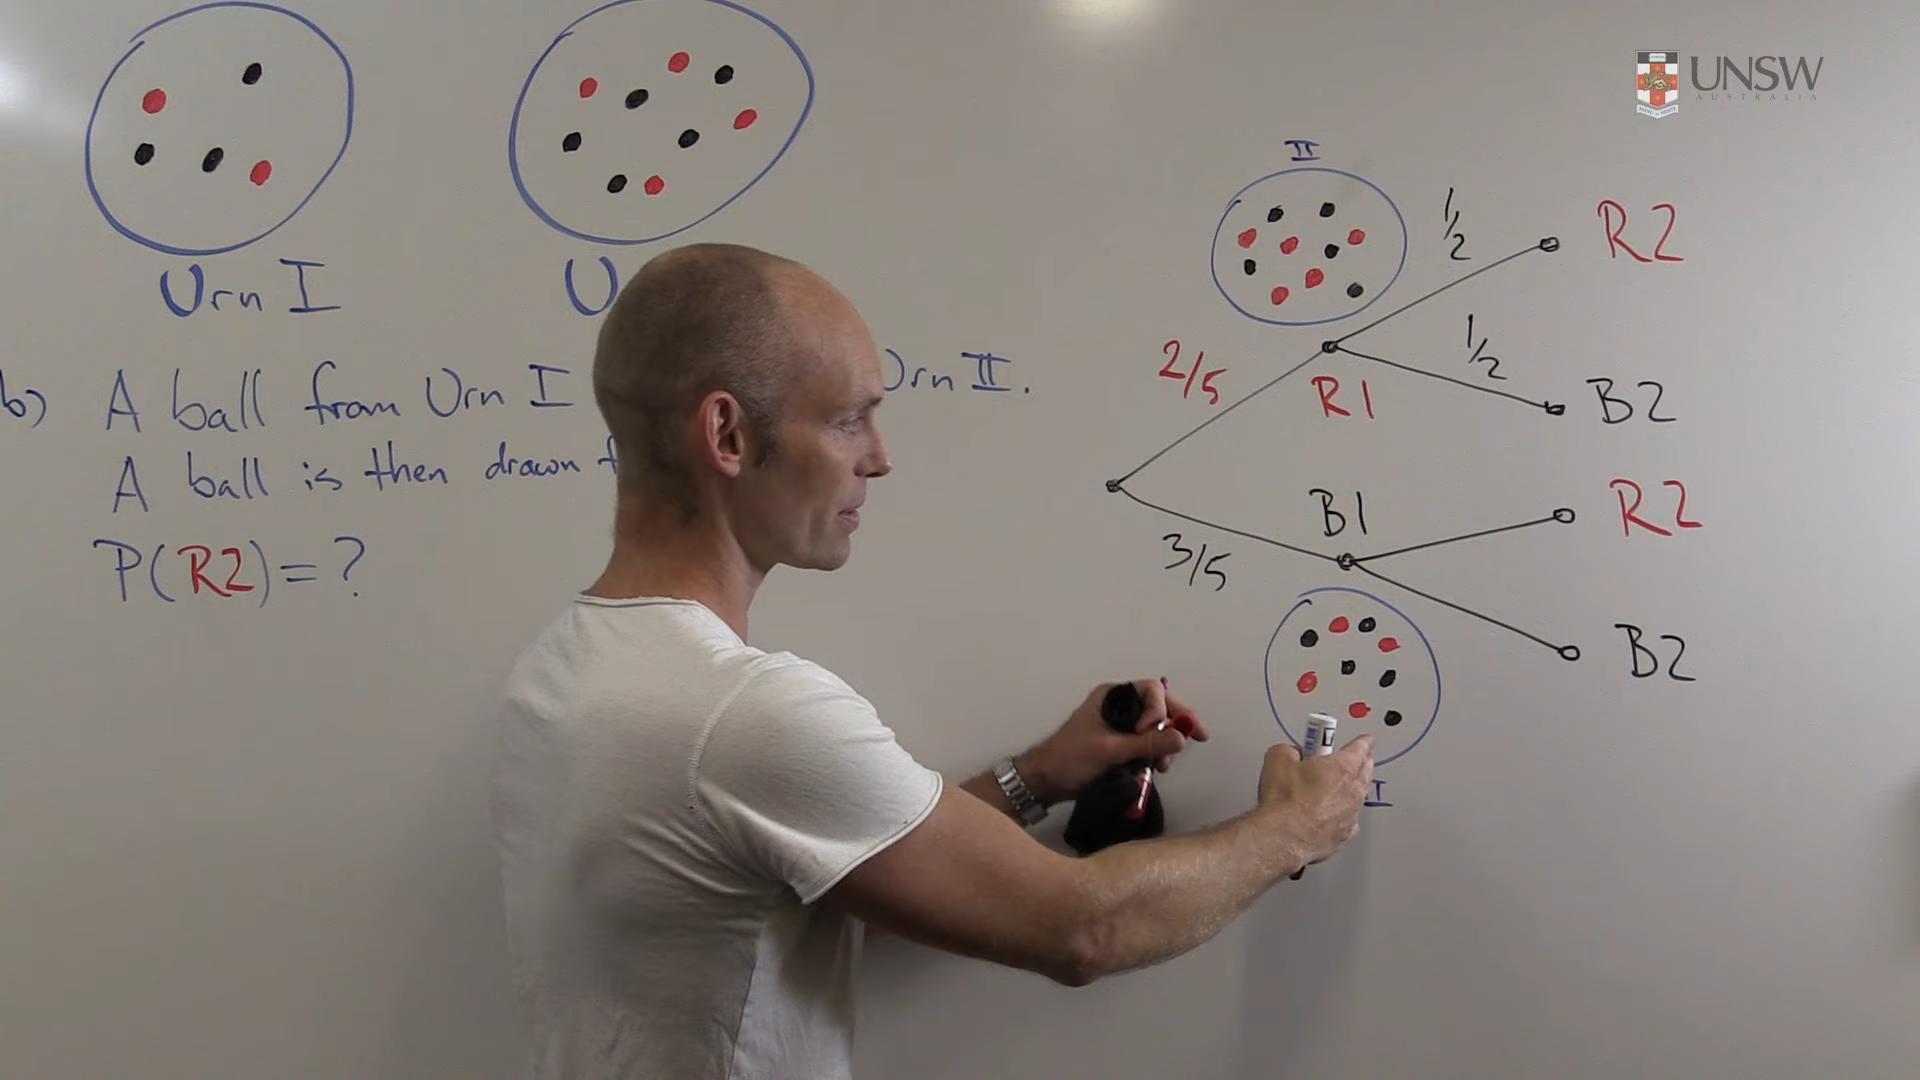 UNSW
AUSTRALIA
Urn I
U
b) A ball from Urn I Urn II.
A ball is then drawn f
P(R2)=?
II
1/2
R2
2/5
R1
1/2
B2
B1
R2
3/5
B2
I